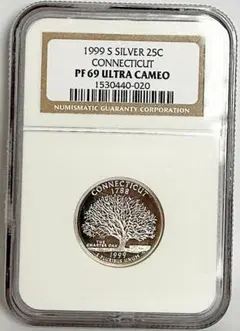 1999 S SILVER 25C
CONNECTICUT
PF 69 ULTRA CAMEO
1530440-020
NUMISMATIC GUARANTY CORPORATION
CONNECTICUT
1788
THE
CHARTER OAK
1999
E PLURIBUS UNUM